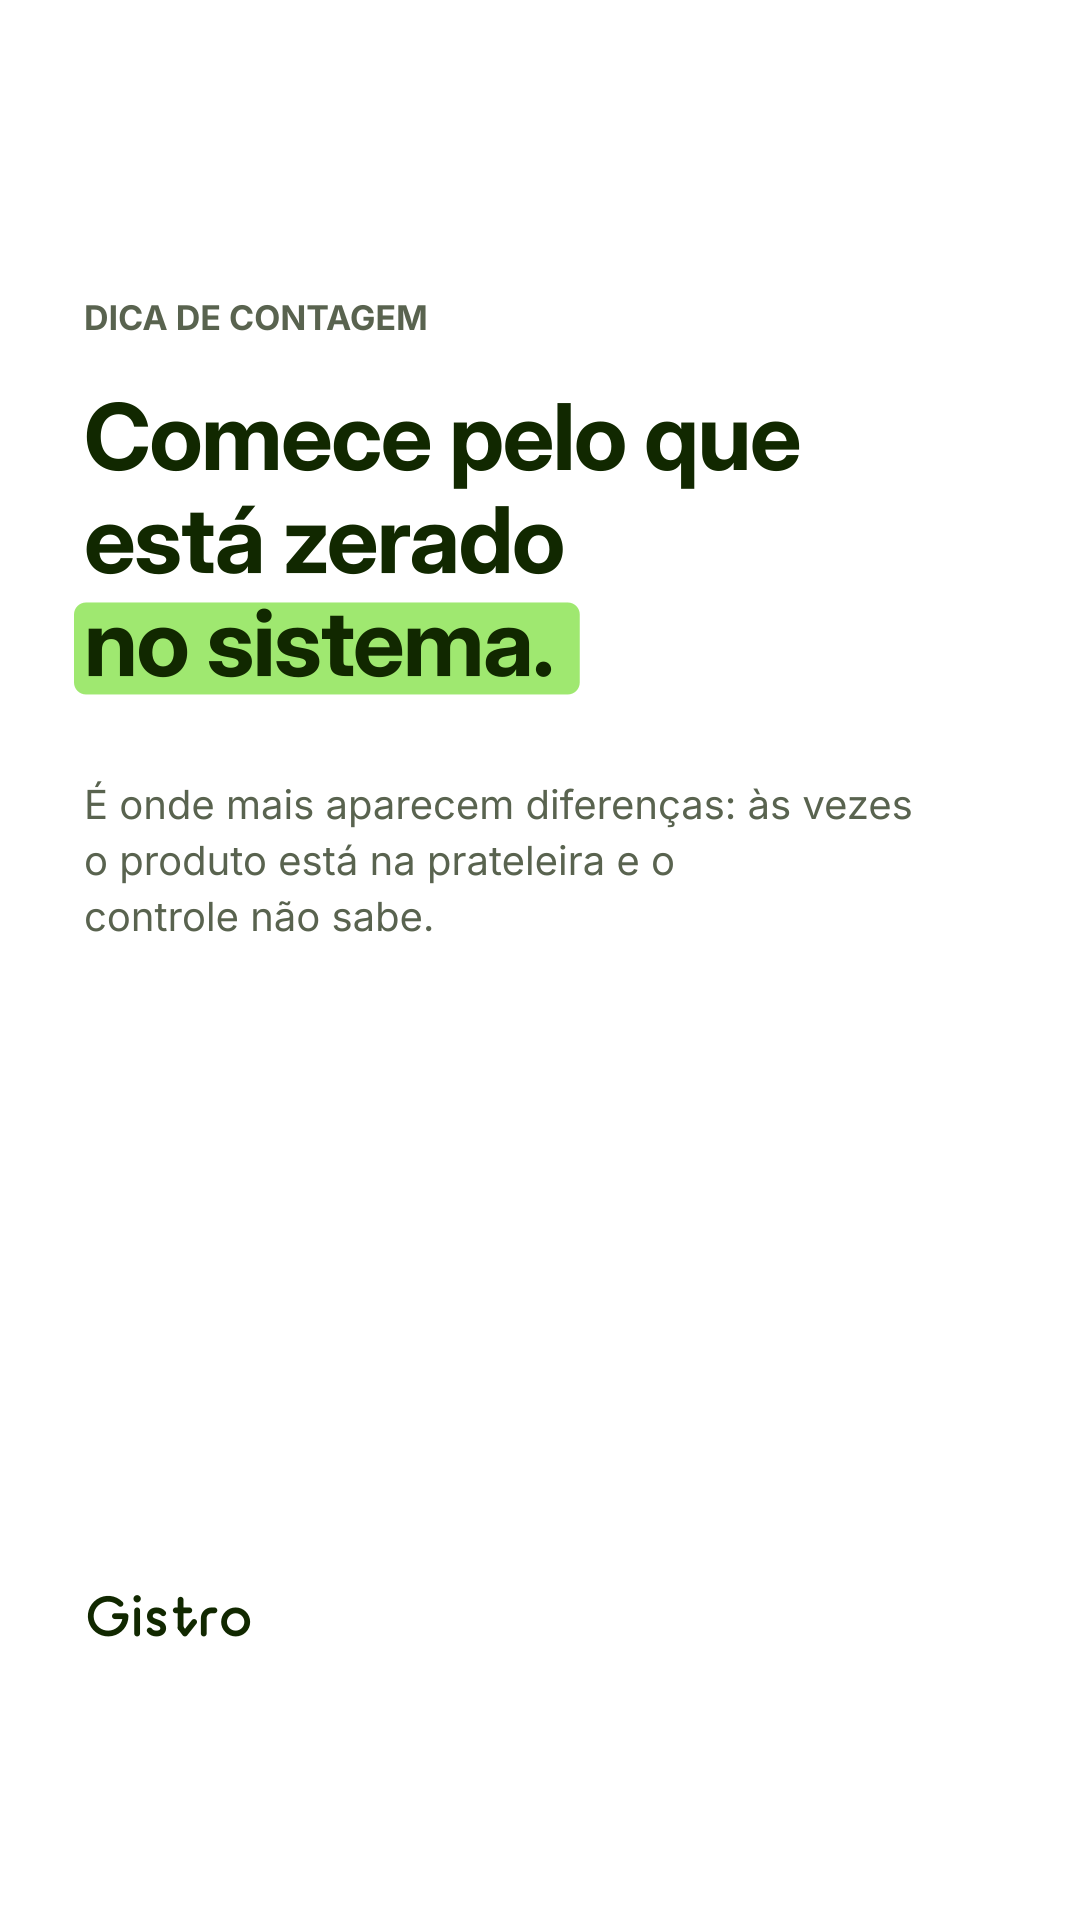 DICA DE CONTAGEM
Comece pelo que
está zerado
no sistema.
É onde mais aparecem diferenças: às vezes
o produto está na prateleira e o
controle não sabe.
Gistro